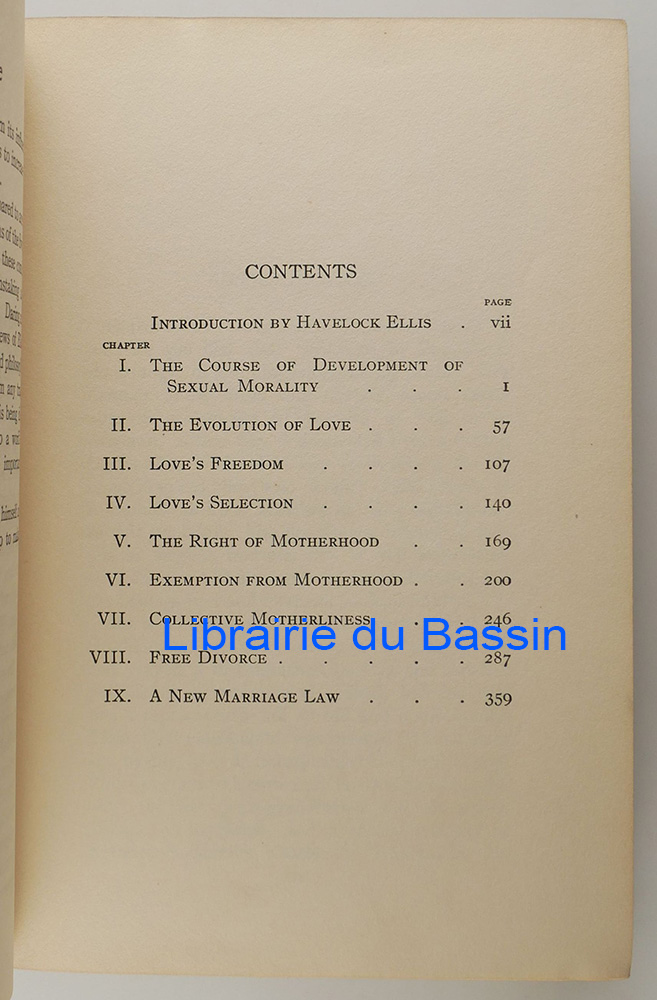 e
CONTENTS
PAGE
INTRODUCTION BY HAVELOCK ELLIS . vii
CHAPTER
I. THE COURSE OF DEVELOPMENT OF
SEXUAL MORALITY . . . 1
II. THE EVOLUTION OF LOVE . . . 57
III. LOVE'S FREEDOM . . . . 107
IV. LOVE'S SELECTION . . . . 140
V. THE RIGHT OF MOTHERHOOD . . 169
VI. EXEMPTION FROM MOTHERHOOD . . 200
VII. COLLECTIVE MOTHERLINESS . . 246
Librairie du Bassin
VIII. FREE DIVORCE . . . . . 287
IX. A NEW MARRIAGE LAW . . . 359